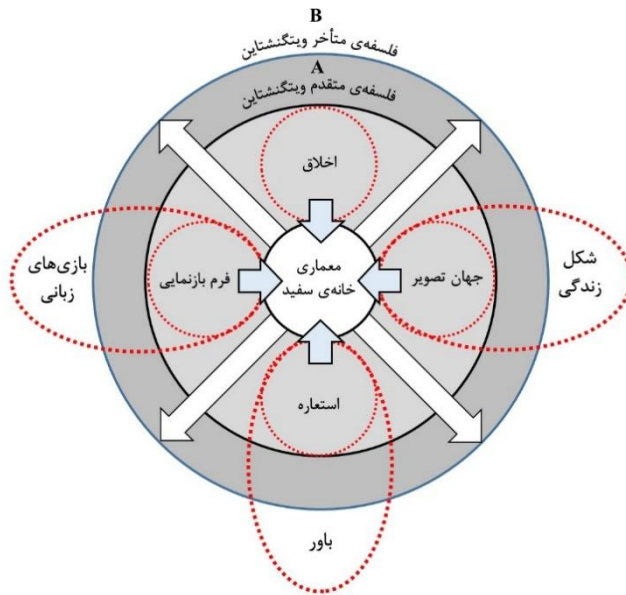 B
فلسفه‌ی متأخر ویتگنشتاین
A
فلسفه‌ی متقدم ویتگنشتاین
اخلاق
شکل
زندگی
جهان تصویر
معماری
خانه‌ی سفید
فرم بازنمایی
بازی‌های
زبانی
استعاره
باور